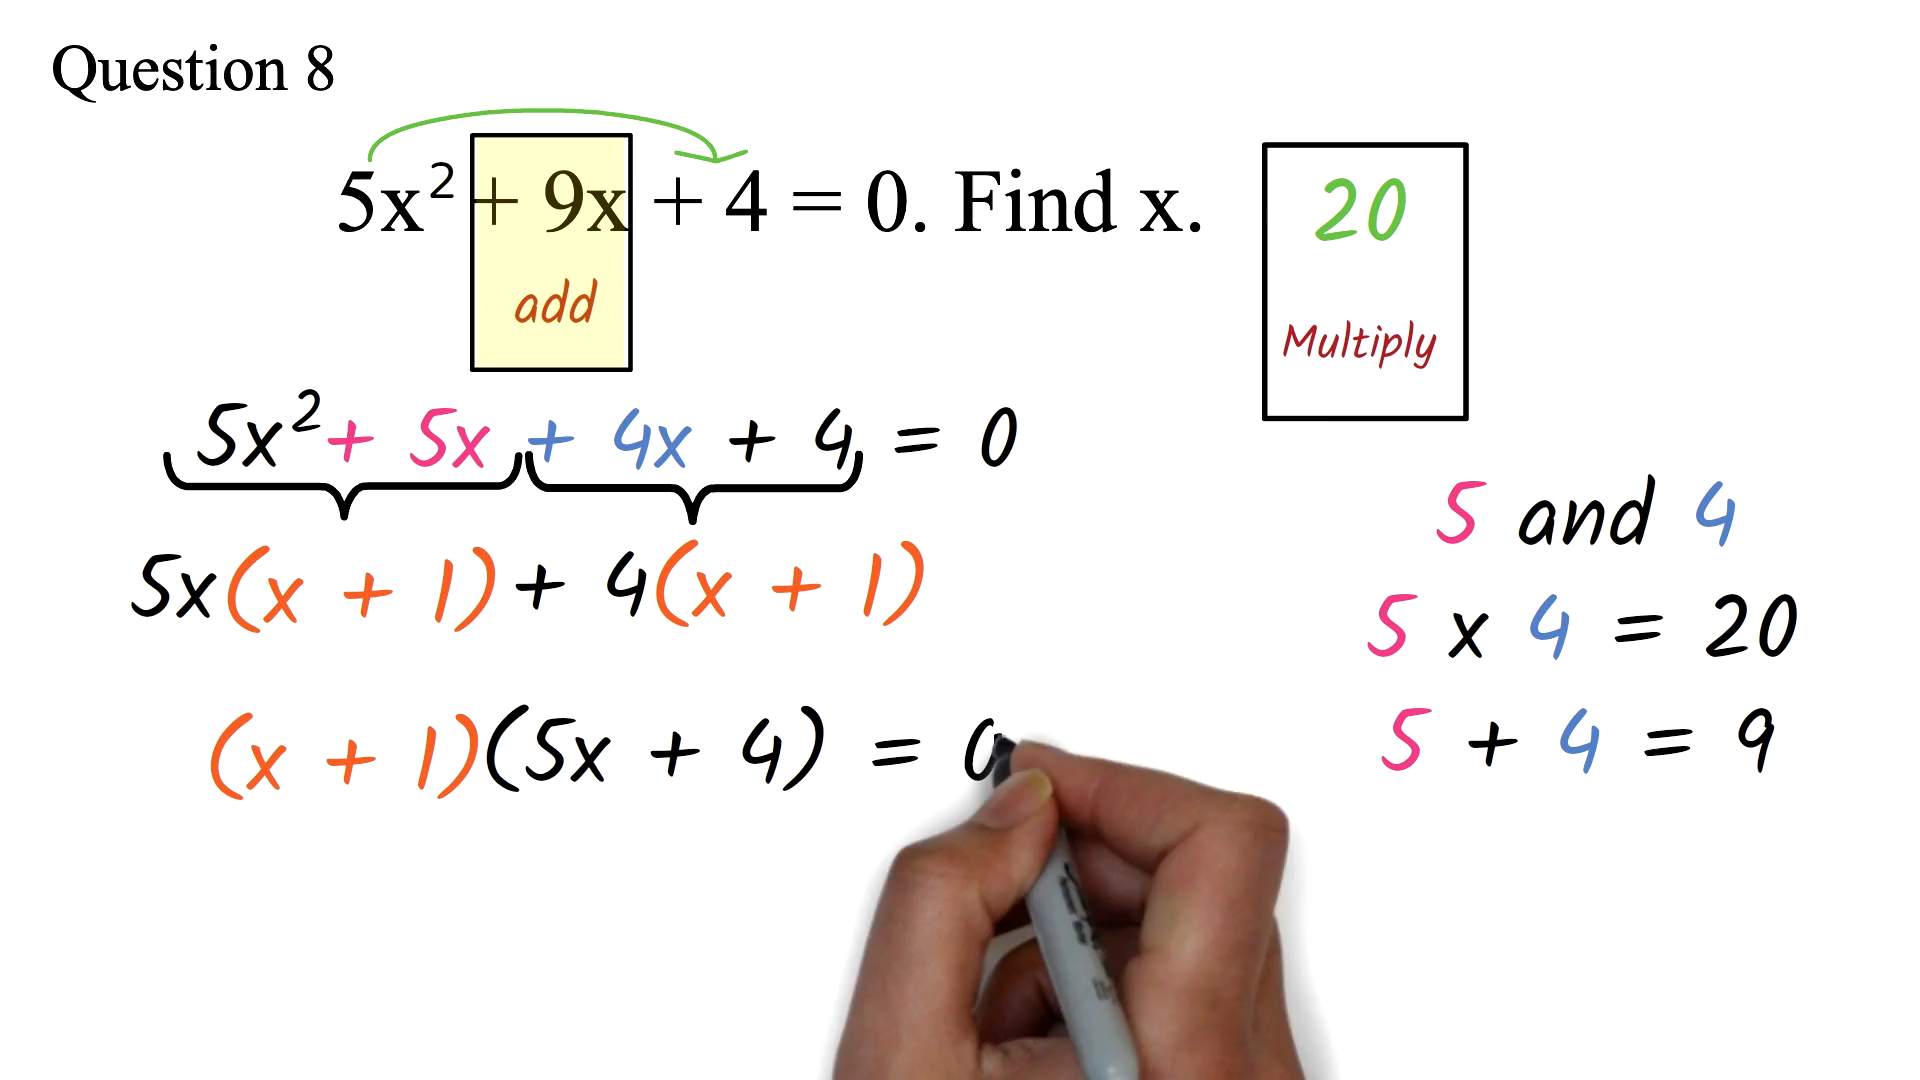 Question 8
5x² + 9x + 4 = 0. Find x.
add
20
Multiply
5x² + 5x + 4x + 4 = 0
5x(x + 1) + 4(x + 1)
(x + 1)(5x + 4) = 0
5 and 4
5 x 4 = 20
5 + 4 = 9